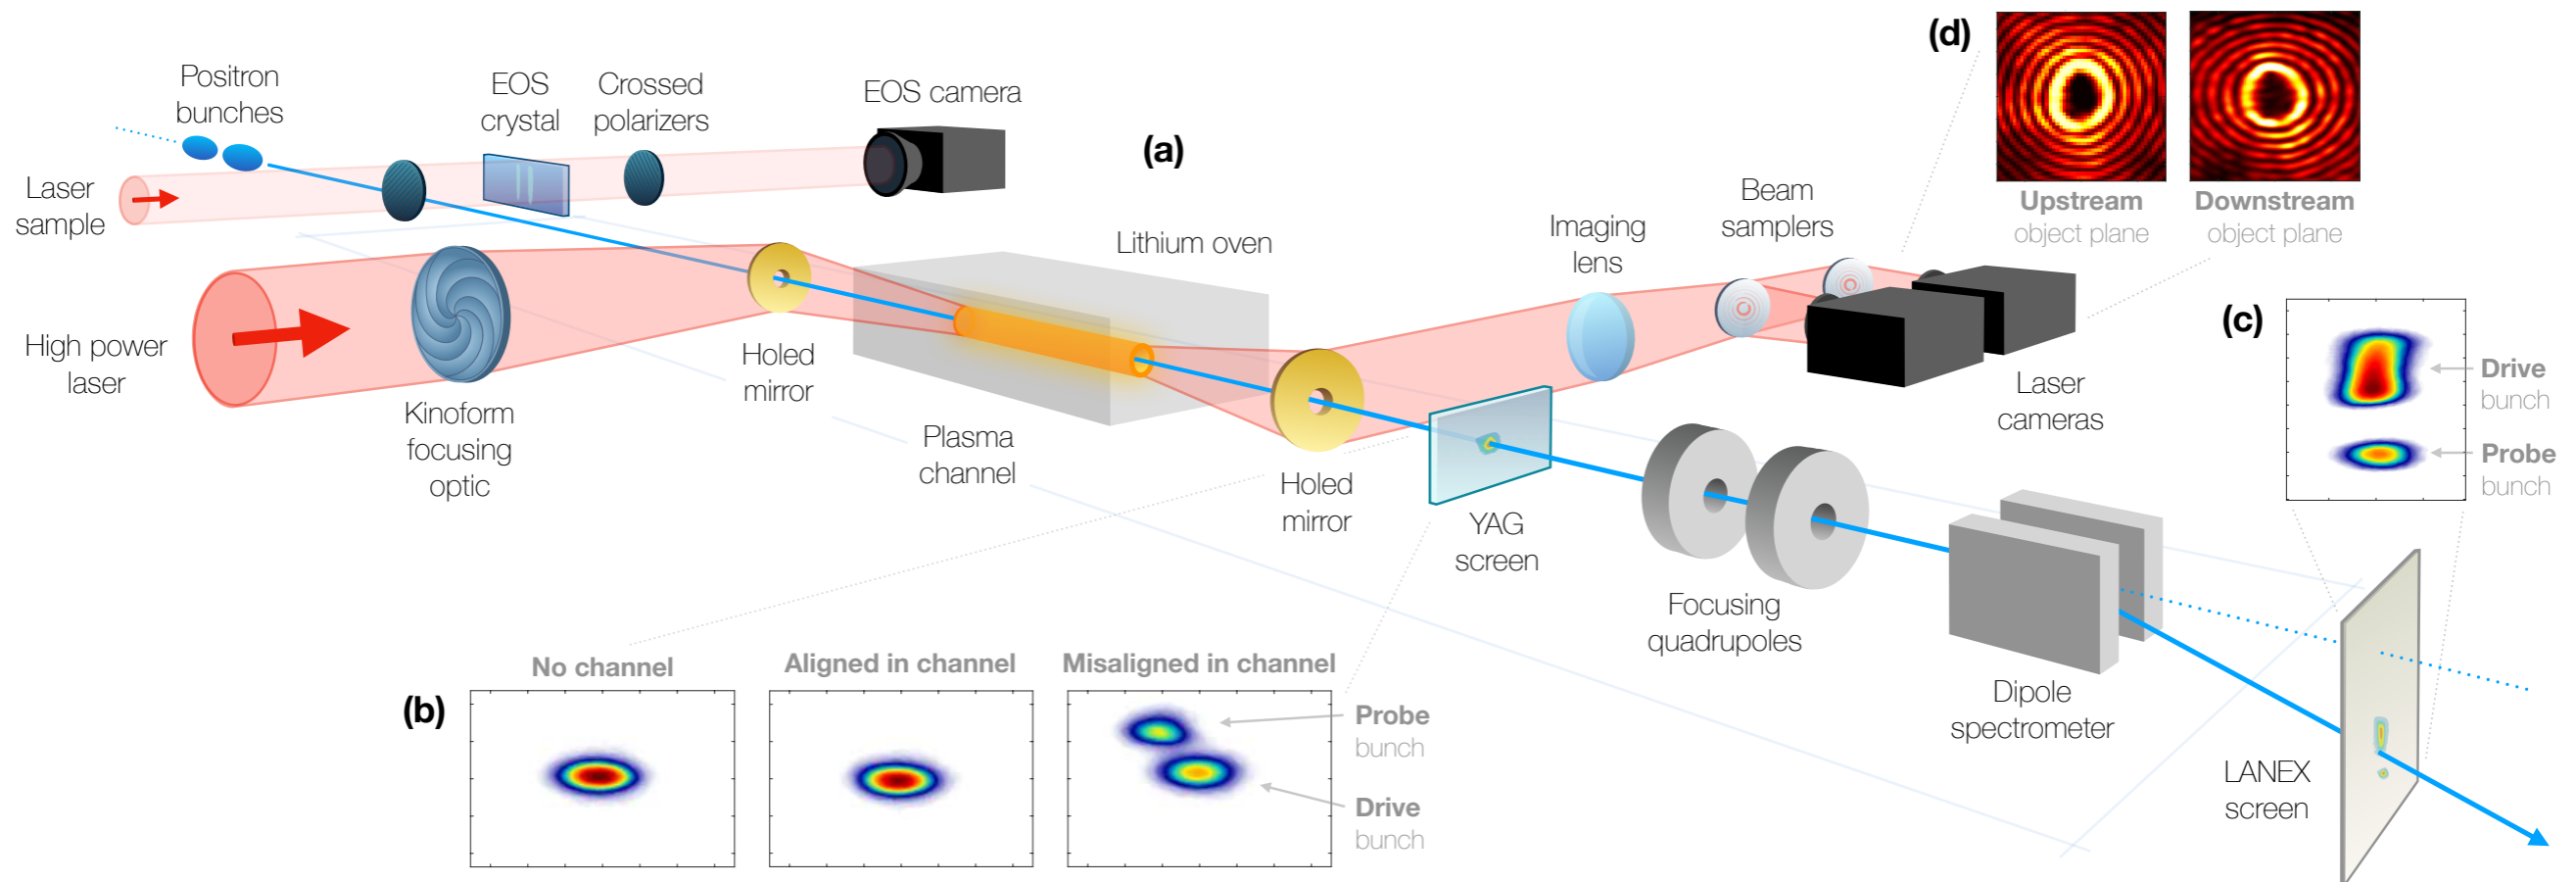 (a)
Positron
bunches
EOS
crystal
Crossed
polarizers
EOS camera
Laser
sample
High power
laser
Kinoform
focusing
optic
Holed
mirror
Lithium oven
Plasma
channel
Holed
mirror
Imaging
lens
Beam
samplers
Laser
cameras
YAG
screen
Focusing
quadrupoles
Dipole
spectrometer
LANEX
screen
(d)
Upstream
object plane
Downstream
object plane
(c)
Drive
bunch
Probe
bunch
(b)
No channel
Aligned in channel
Misaligned in channel
Probe
bunch
Drive
bunch